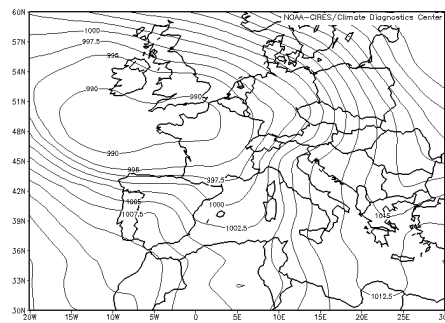 NOAA-CIRES/Climate Diagnostics Center
60N
1000
997.5
995
57N
54N
990
990
51N
48N
990
45N
995
997.5
42N
1005
1000
1015
39N
1007.5
1002.5
36N
33N
1012.5
30N
20W 15W 10W 5W 0 5E 10E 15E 20E 25E 30E